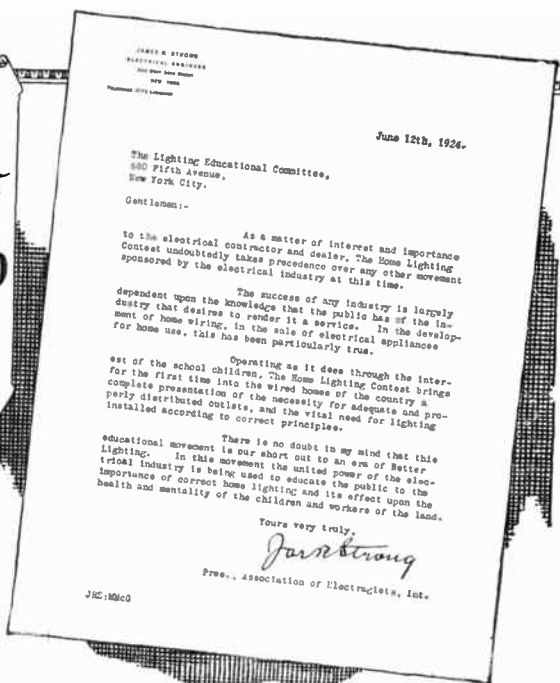 JAMES R STRONG
ELECTRICAL ENGINEER
NEW YORK
June 12th, 1924.
The Lighting Educational Committee,
680 Fifth Avenue,
New York City.
Gentlemen:-
As a matter of interest and importance
to the electrical contractor and dealer, The Home Lighting
Contest undoubtedly takes precedence over any other movement
sponsored by the electrical industry at this time.
The success of any industry is largely
dependent upon the knowledge that the public has of the in-
dustry that desires to render it a service. In the develop-
ment of home wiring, in the sale of electrical appliances
for home use, this has been particularly true.
Operating as it does through the inter-
est of the school children, The Home Lighting Contest brings
for the first time into the wired homes of the country a
complete presentation of the necessity for adequate and pro-
perly distributed outlets, and the vital need for lighting
installed according to correct principles.
There is no doubt in my mind that this
educational movement is our short cut to an era of Better
Lighting. In this movement the united power of the elec-
trical industry is being used to educate the public to the
importance of correct home lighting and its effect upon the
health and mentality of the children and workers of the land.
Yours very truly,
Jas R Strong
Pres., Association of Electragists, Int.
JRS:MMcG